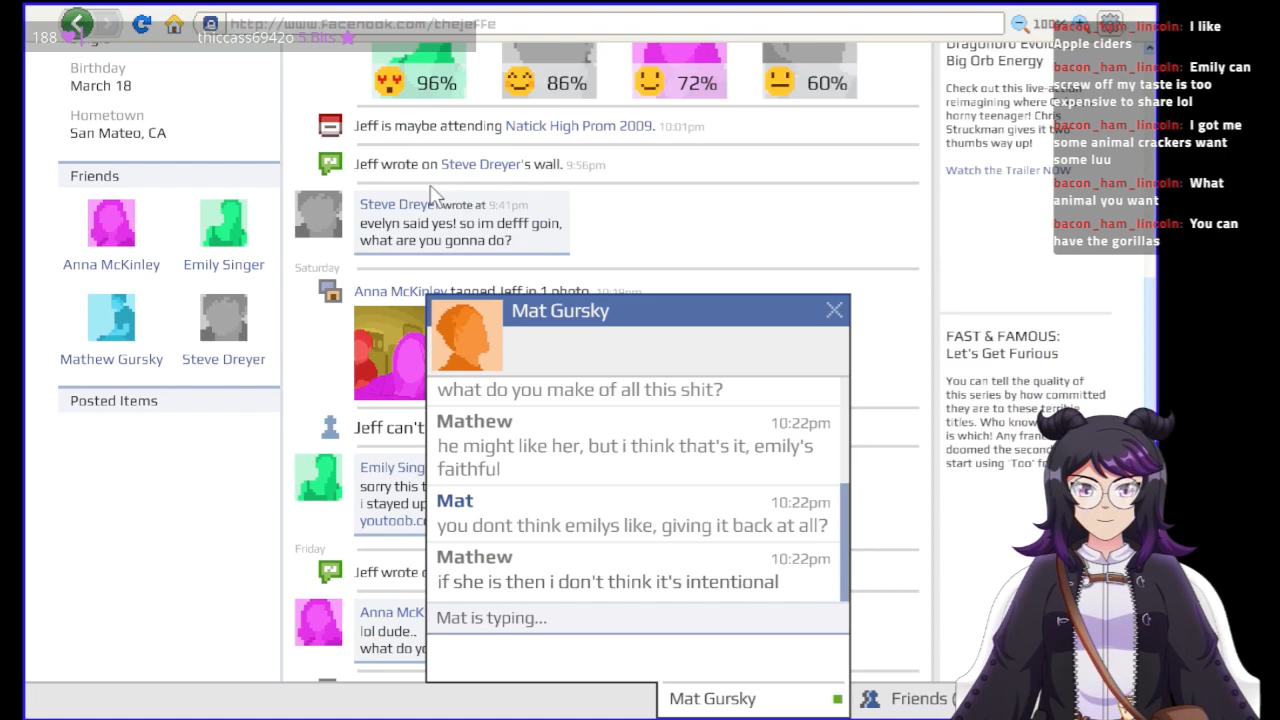 http://www.facenook.com/thejeffe
100%
188
thiccass6942o 5 Bits
Birthday
March 18
Hometown
San Mateo, CA
Friends
Anna McKinley
Emily Singer
Mathew Gursky
Steve Dreyer
Posted Items
96%
86%
72%
60%
Jeff is maybe attending Natick High Prom 2009. 10:01pm
Jeff wrote on Steve Dreyer's wall. 9:56pm
Steve Dreyer wrote at 9:41pm
evelyn said yes! so im defff goin,
what are you gonna do?
Saturday
Anna McKinley tagged Jeff in 1 photo. 10:18pm
Jeff can't
Emily Sing
sorry this t
i stayed up
youtoob.c
Friday
Jeff wrote
Anna McK
lol dude..
what do yo
Mat Gursky
what do you make of all this shit?
Mathew 10:22pm
he might like her, but i think that's it, emily's
faithful
Mat 10:22pm
you dont think emilys like, giving it back at all?
Mathew 10:22pm
if she is then i don't think it's intentional
Mat is typing...
Mat Gursky
Friends (
Big Orb Energy
Check out this live-action
reimagining where
horny teenager! Chris
Struckman gives it two
thumbs way up!
Watch the Trailer NOW
FAST & FAMOUS:
Let's Get Furious
You can tell the quality of
this series by how committed
they are to these terrible
titles. Who know
is which! Any fran
doomed the second
start using 'Too' fo
bacon_ham_lincoln: I like
Apple ciders
bacon_ham_lincoln: Emily can
screw off my taste is too
expensive to share lol
bacon_ham_lincoln: I got me
some animal crackers want
some luu
bacon_ham_lincoln: What
animal you want
bacon_ham_lincoln: You can
have the gorillas